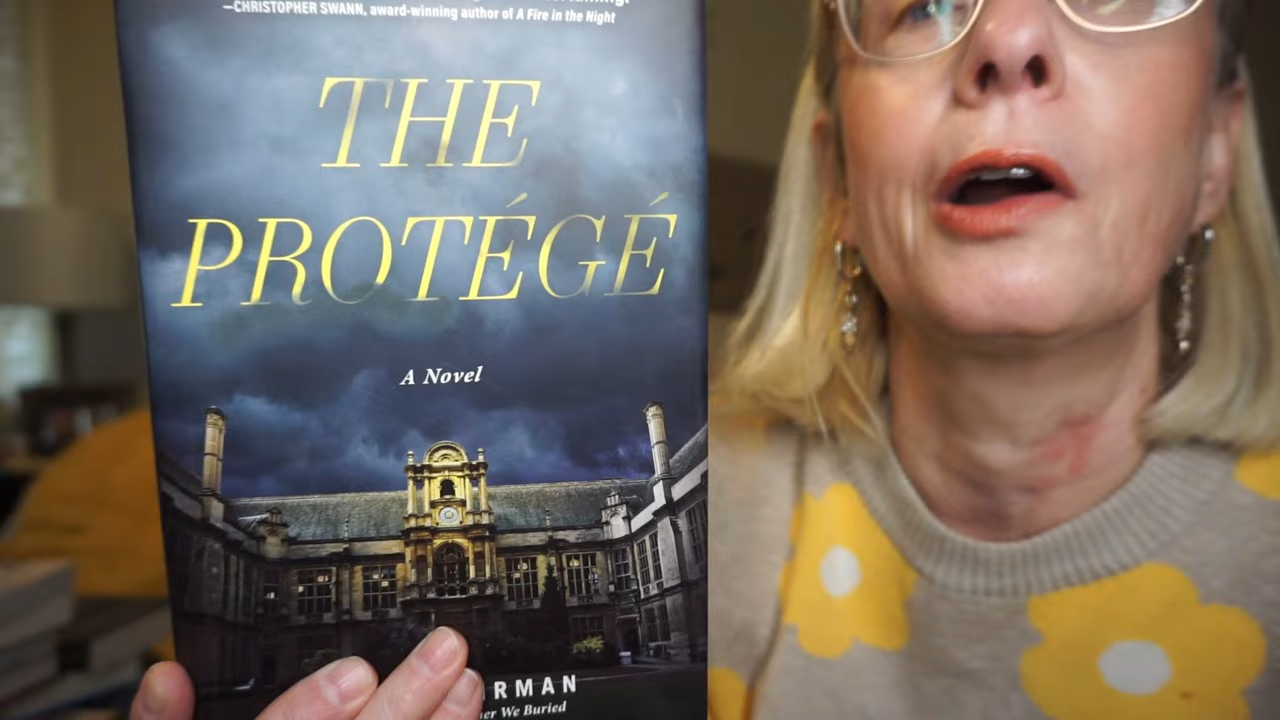 —CHRISTOPHER SWANN, award-winning author of A Fire in the Night
THE
PROTÉGÉ
A Novel
RMAN
We Buried